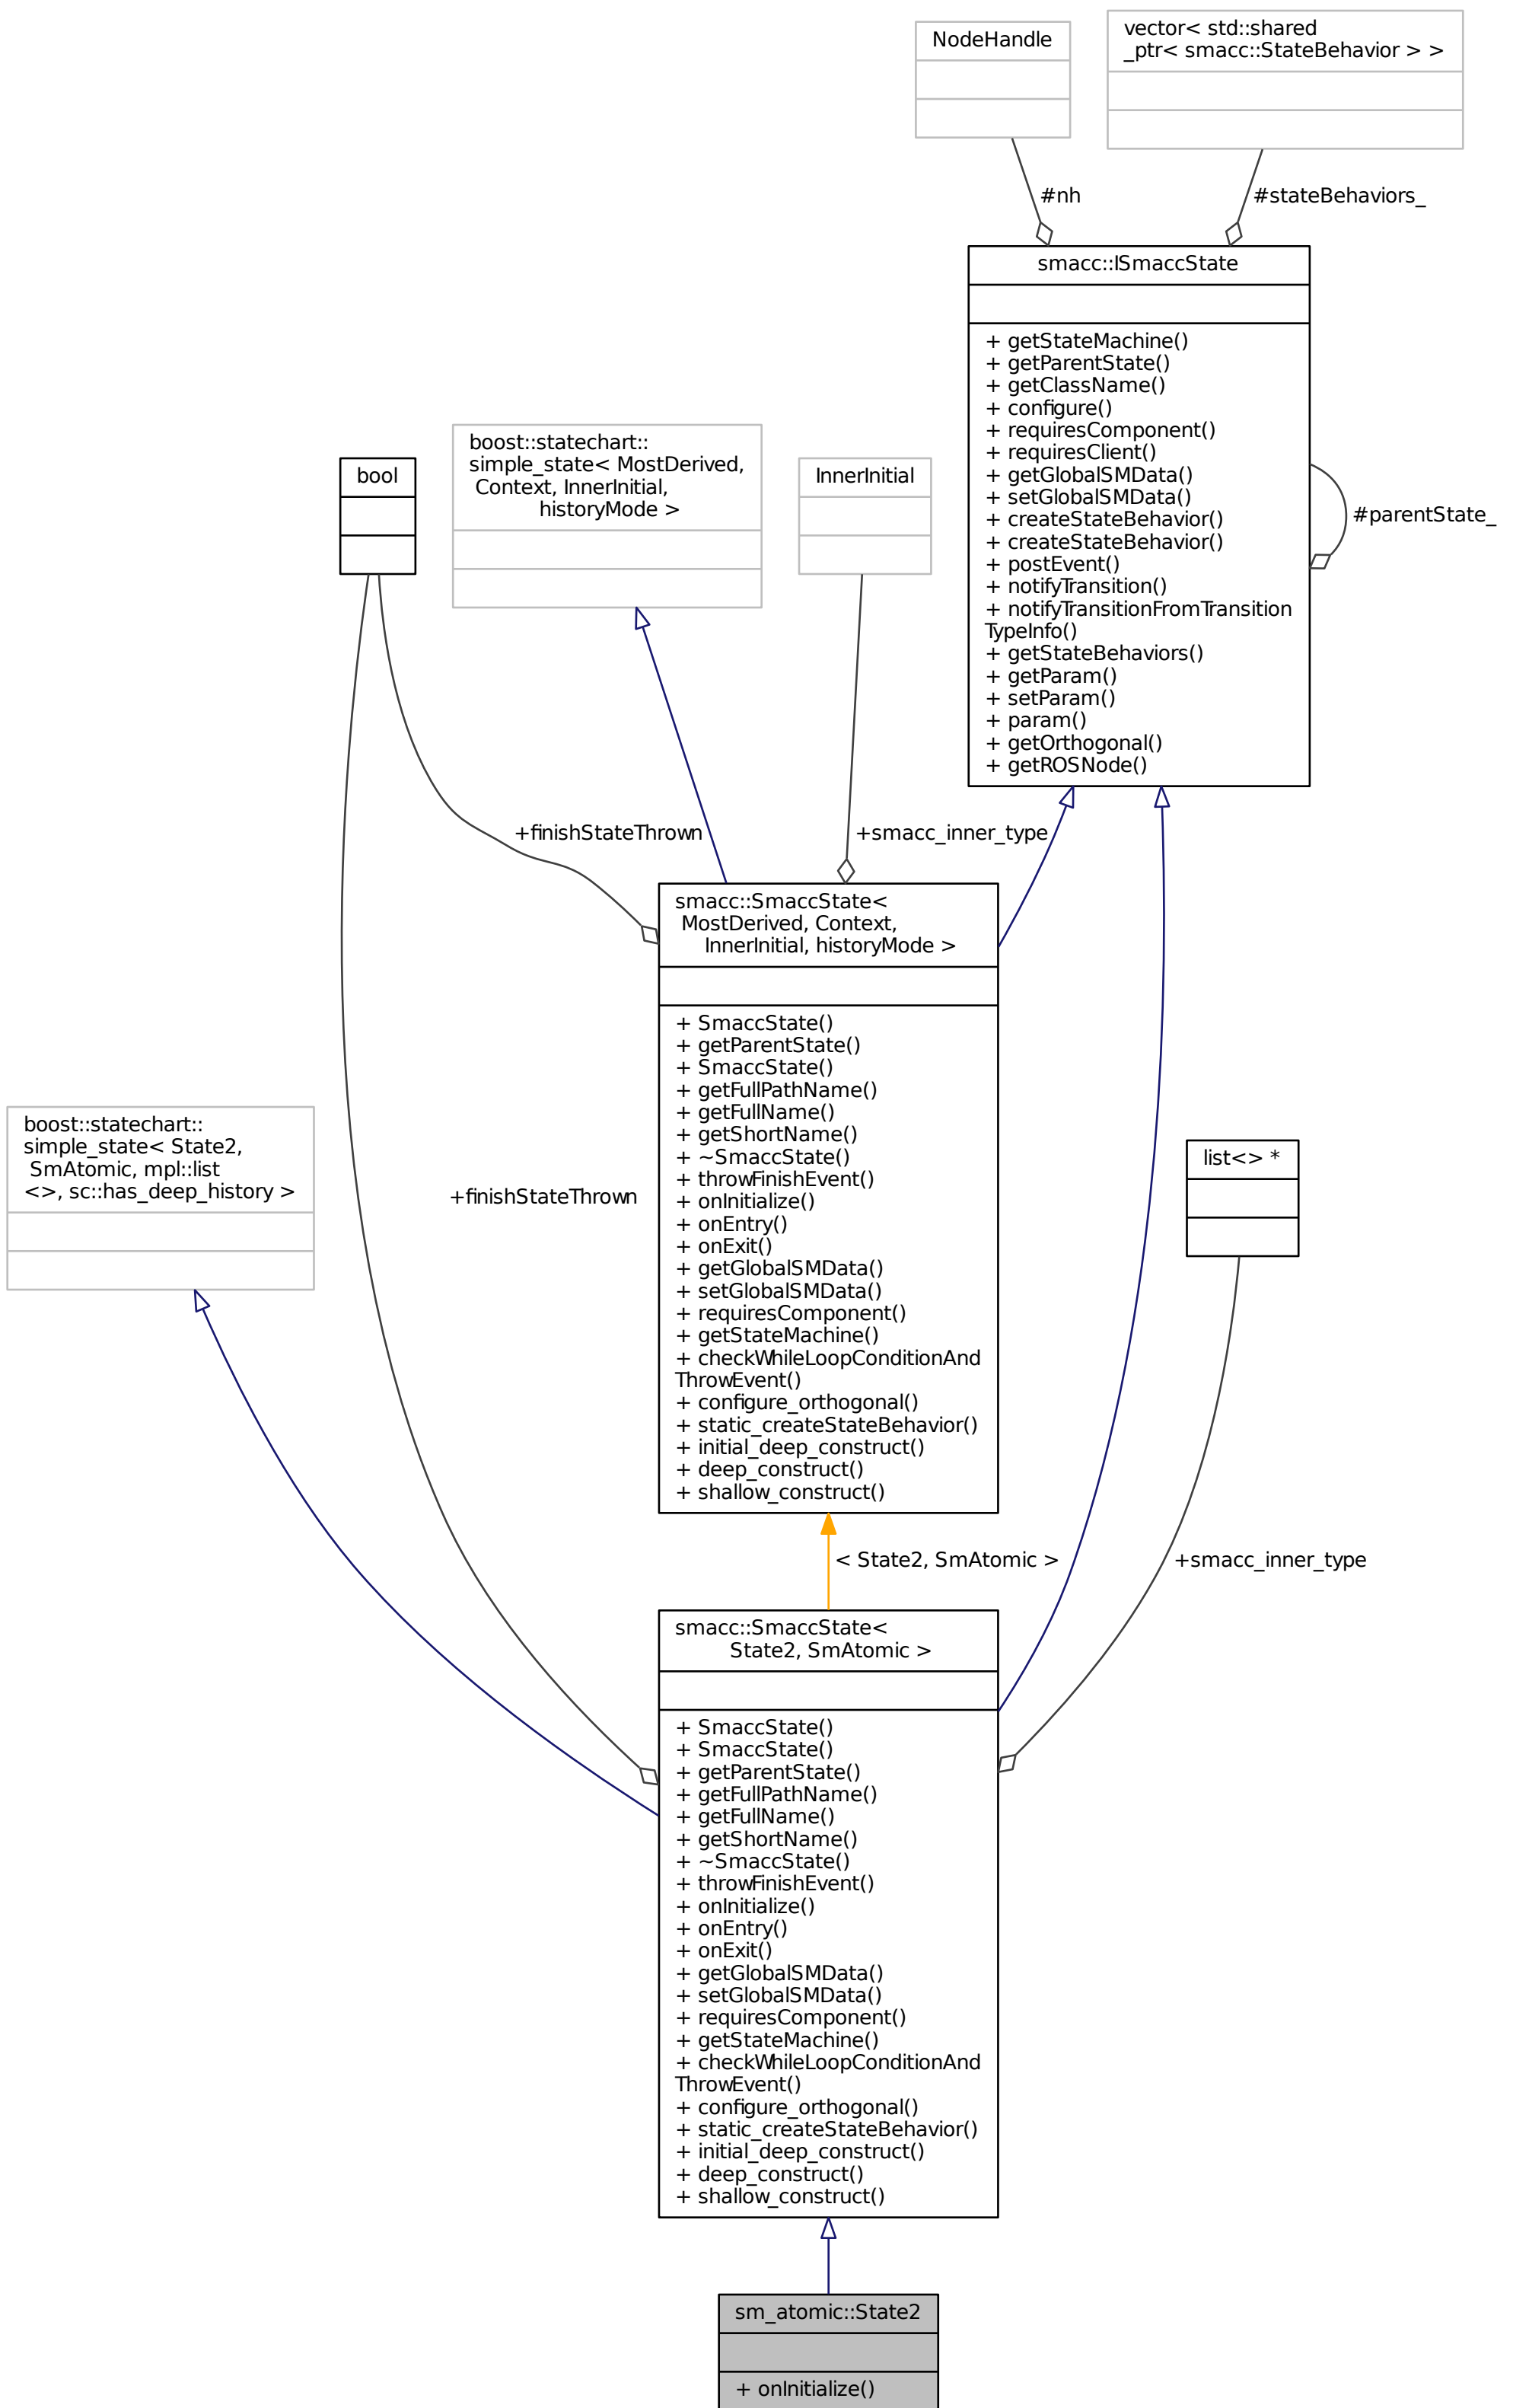 NodeHandle
vector< std::shared
_ptr< smacc::StateBehavior > >
#nh
#stateBehaviors_
smacc::ISmaccState
+ getStateMachine()
+ getParentState()
+ getClassName()
+ configure()
+ requiresComponent()
+ requiresClient()
+ getGlobalSMData()
+ setGlobalSMData()
+ createStateBehavior()
+ createStateBehavior()
+ postEvent()
+ notifyTransition()
+ notifyTransitionFromTransition
TypeInfo()
+ getStateBehaviors()
+ getParam()
+ setParam()
+ param()
+ getOrthogonal()
+ getROSNode()
#parentState_
bool
boost::statechart::
simple_state< MostDerived,
Context, InnerInitial,
historyMode >
InnerInitial
+finishStateThrown
+smacc_inner_type
smacc::SmaccState<
MostDerived, Context,
InnerInitial, historyMode >
+ SmaccState()
+ getParentState()
+ SmaccState()
+ getFullPathName()
+ getFullName()
+ getShortName()
+ ~SmaccState()
+ throwFinishEvent()
+ onInitialize()
+ onEntry()
+ onExit()
+ getGlobalSMData()
+ setGlobalSMData()
+ requiresComponent()
+ getStateMachine()
+ checkWhileLoopConditionAnd
ThrowEvent()
+ configure_orthogonal()
+ static_createStateBehavior()
+ initial_deep_construct()
+ deep_construct()
+ shallow_construct()
boost::statechart::
simple_state< State2,
SmAtomic, mpl::list
<>, sc::has_deep_history >
+finishStateThrown
list<> *
< State2, SmAtomic >
+smacc_inner_type
smacc::SmaccState<
State2, SmAtomic >
+ SmaccState()
+ SmaccState()
+ getParentState()
+ getFullPathName()
+ getFullName()
+ getShortName()
+ ~SmaccState()
+ throwFinishEvent()
+ onInitialize()
+ onEntry()
+ onExit()
+ getGlobalSMData()
+ setGlobalSMData()
+ requiresComponent()
+ getStateMachine()
+ checkWhileLoopConditionAnd
ThrowEvent()
+ configure_orthogonal()
+ static_createStateBehavior()
+ initial_deep_construct()
+ deep_construct()
+ shallow_construct()
sm_atomic::State2
+ onInitialize()